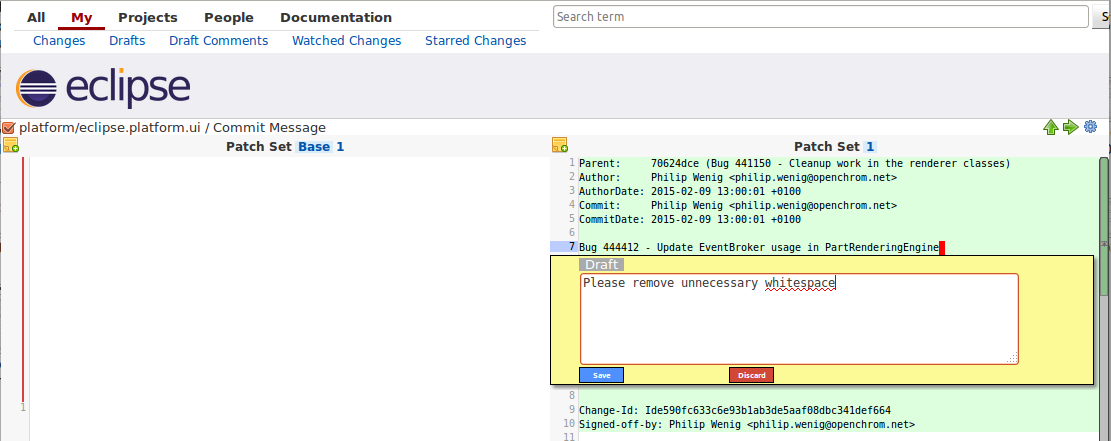 All My Projects People Documentation
Search term
S
Changes Drafts Draft Comments Watched Changes Starred Changes
eclipse
platform/eclipse.platform.ui / Commit Message
Patch Set Base 1
Patch Set 1
1 Parent: 70624dce (Bug 441150 - Cleanup work in the renderer classes)
2 Author: Philip Wenig <philip.wenig@openchrom.net>
3 AuthorDate: 2015-02-09 13:00:01 +0100
4 Commit: Philip Wenig <philip.wenig@openchrom.net>
5 CommitDate: 2015-02-09 13:00:01 +0100
6
7 Bug 444412 - Update EventBroker usage in PartRenderingEngine
Draft
Please remove unnecessary whitespace
Save Discard
8
1
9 Change-Id: Ide590fc633c6e93b1ab3de5aaf08dbc341def664
10 Signed-off-by: Philip Wenig <philip.wenig@openchrom.net>
11